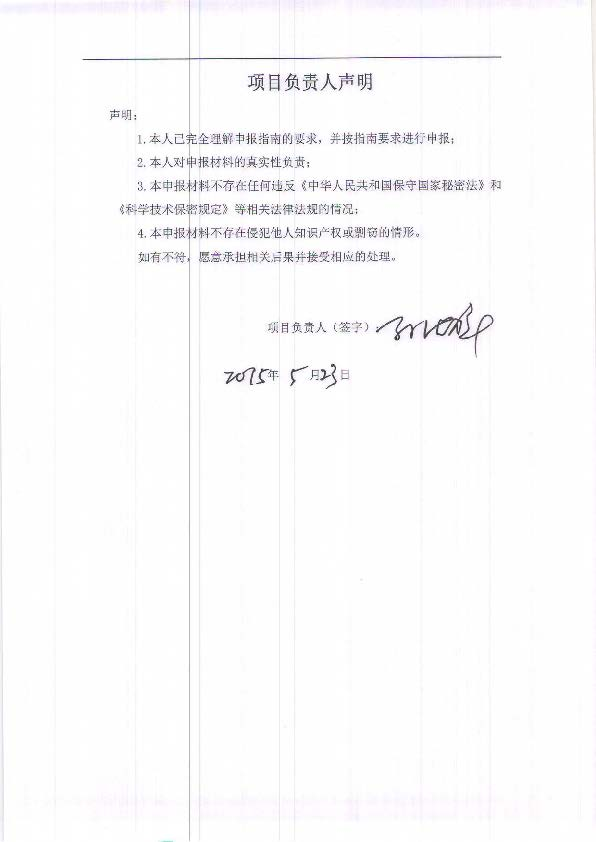 项目负责人声明
声明：
1.本人已完全理解申报指南的要求，并按指南要求进行申报；
2.本人对申报材料的真实性负责；
3.本申报材料不存在任何违反《中华人民共和国保守国家秘密法》和
《科学技术保密规定》等相关法律法规的情况；
4.本申报材料不存在侵犯他人知识产权或剽窃的情形。
如有不符，愿意承担相关后果并接受相应的处理。
项目负责人（签字）
2015年 5 月23日